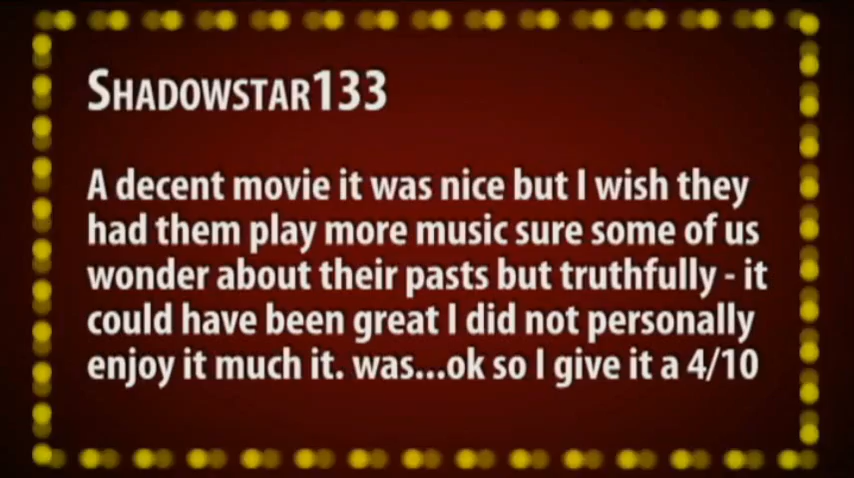 Shadowstar133
A decent movie it was nice but I wish they
had them play more music sure some of us
wonder about their pasts but truthfully - it
could have been great I did not personally
enjoy it much it. was...ok so I give it a 4/10